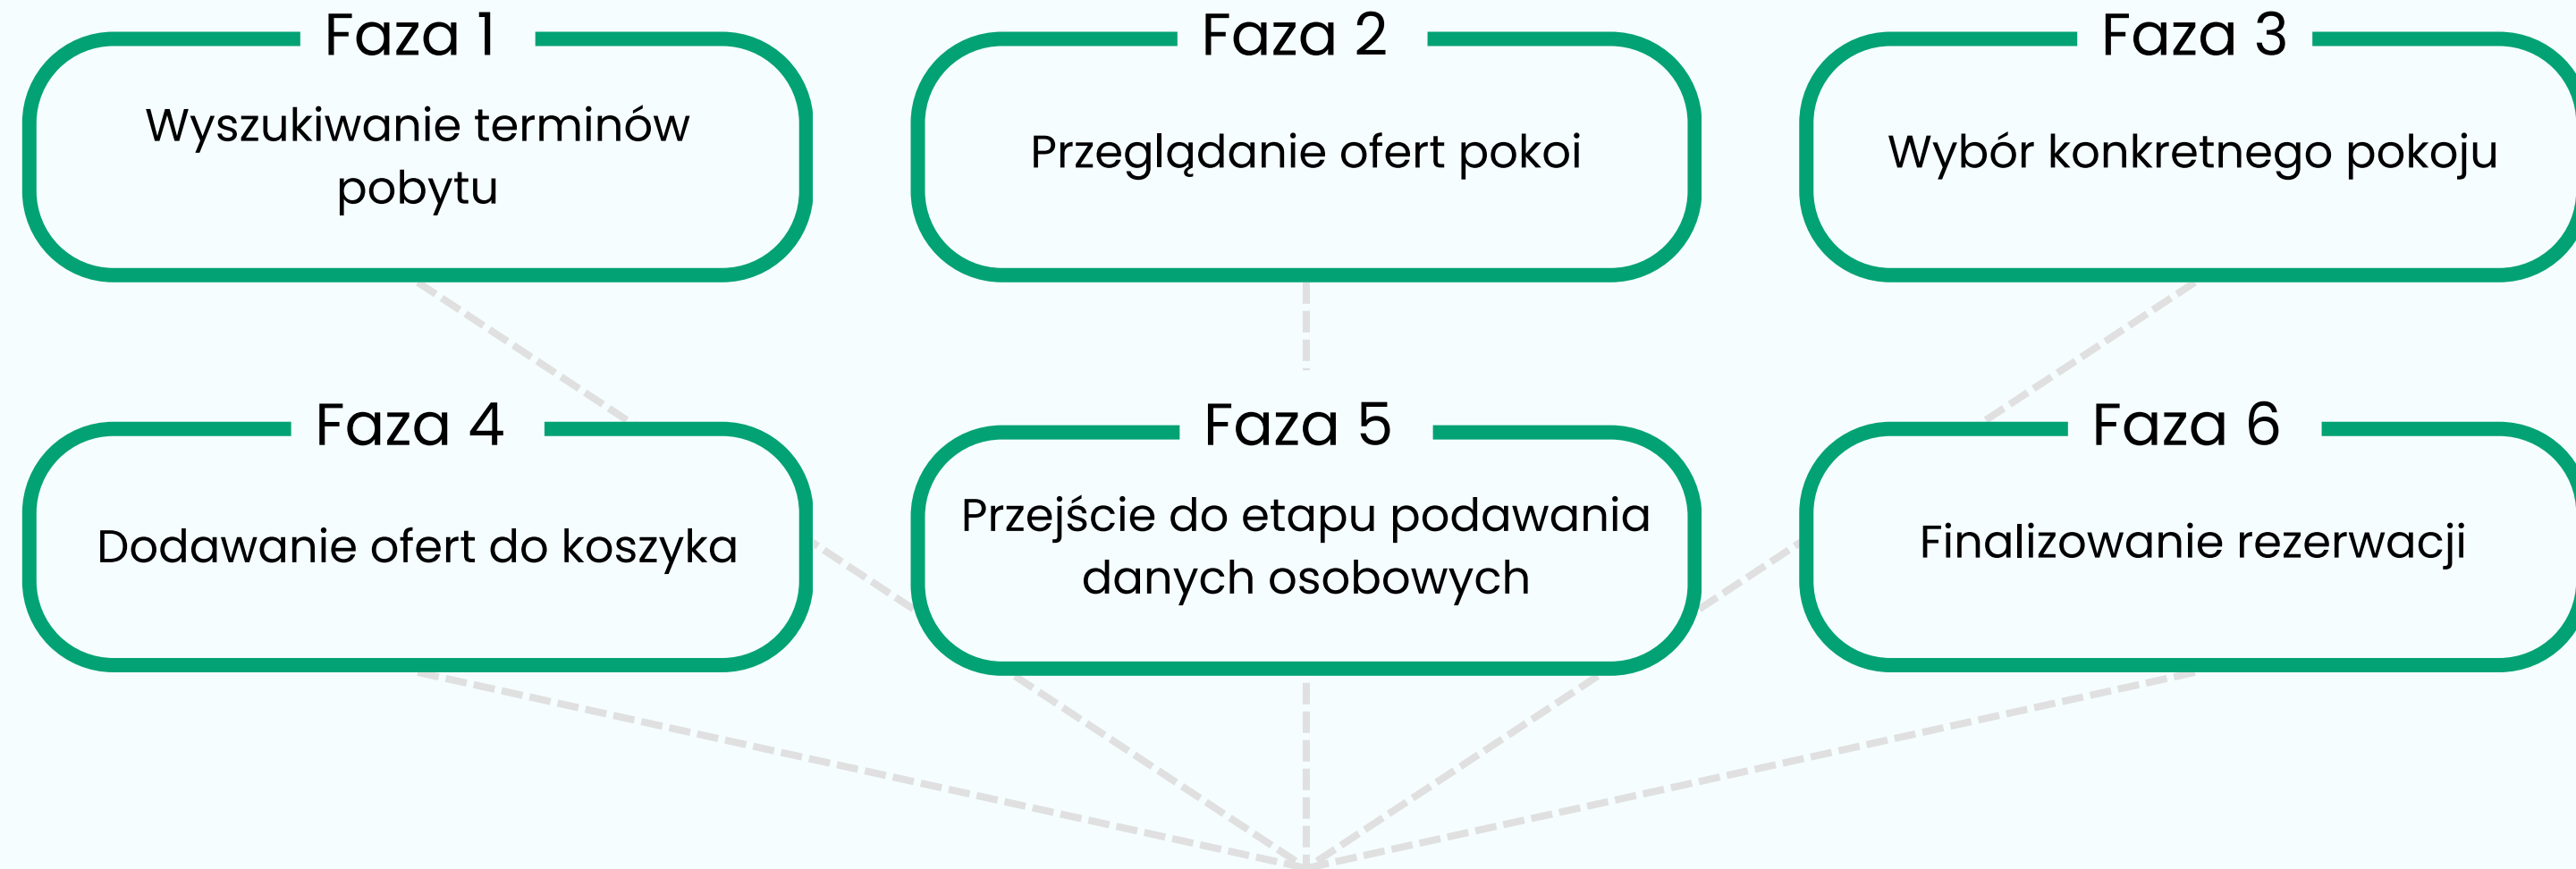 Faza 1
Wyszukiwanie terminów
pobytu
Faza 2
Przeglądanie ofert pokoi
Faza 3
Wybór konkretnego pokoju
Faza 4
Dodawanie ofert do koszyka
Faza 5
Przejście do etapu podawania
danych osobowych
Faza 6
Finalizowanie rezerwacji